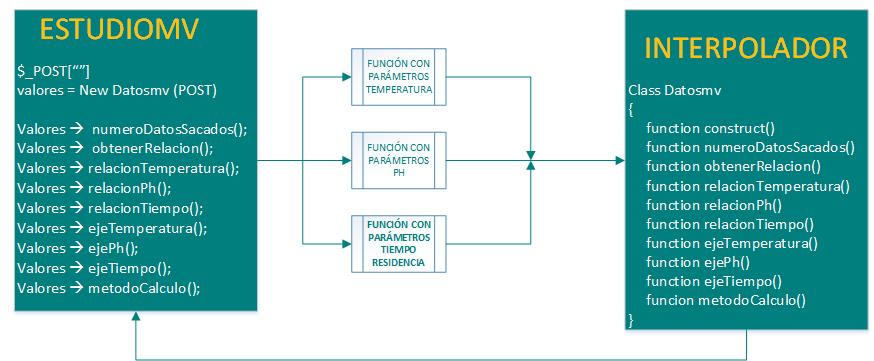 ESTUDIOMV
$_POST[“”]
valores = New Datosmv (POST)
Valores → numeroDatosSacados();
Valores → obtenerRelacion();
Valores → relacionTemperatura();
Valores → relacionPh();
Valores → relacionTiempo();
Valores → ejeTemperatura();
Valores → ejePh();
Valores → ejeTiempo();
Valores → metodoCalculo();
FUNCIÓN CON
PARÁMETROS
TEMPERATURA
FUNCIÓN CON
PARÁMETROS
PH
FUNCIÓN CON
PARÁMETROS
TIEMPO
RESIDENCIA
INTERPOLADOR
Class Datosmv
{
function construct()
function numeroDatosSacados()
function obtenerRelacion()
function relacionTemperatura()
function relacionPh()
function relacionTiempo()
function ejeTemperatura()
function ejePh()
function ejeTiempo()
funcion metodoCalculo()
}